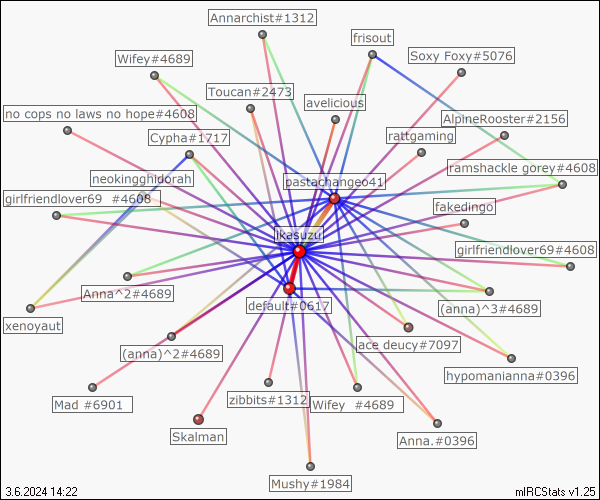 Annarchist#1312
frisout
Soxy Foxy#5076
Wifey#4689
Toucan#2473
avelicious
no cops no laws no hope#4608
AlpineRooster#2156
Cypha#1717
rattgaming
ramshackle gorey#4608
neokingghidorah
pastachange041
girlfriendlover69 #4608
fakedingo
jkasuzu
girlfriendlover69#4608
Anna^2#4689
default#0617
(anna)^3#4689
xenoyaut
(anna)^2#4689
ace deucy#7097
hypomanianna#0396
Mad #6901
zibbits#1312
Wifey #4689
Skalman
Anna.#0396
Mushy#1984
3.6.2024 14:22
mIRCStats v1.25